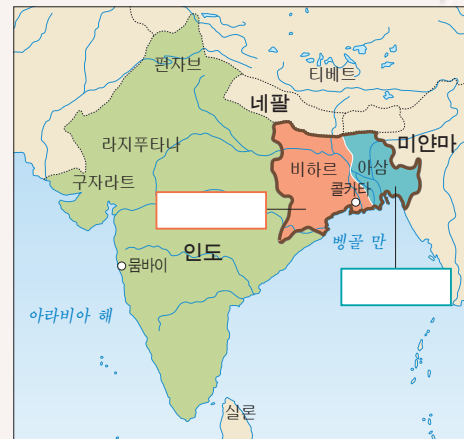 펀자브
티베트
네팔
라지푸타나
미얀마
비하르
아삼
구자라트
콜카타
벵골 만
인도
뭄바이
아라비아 해
실론